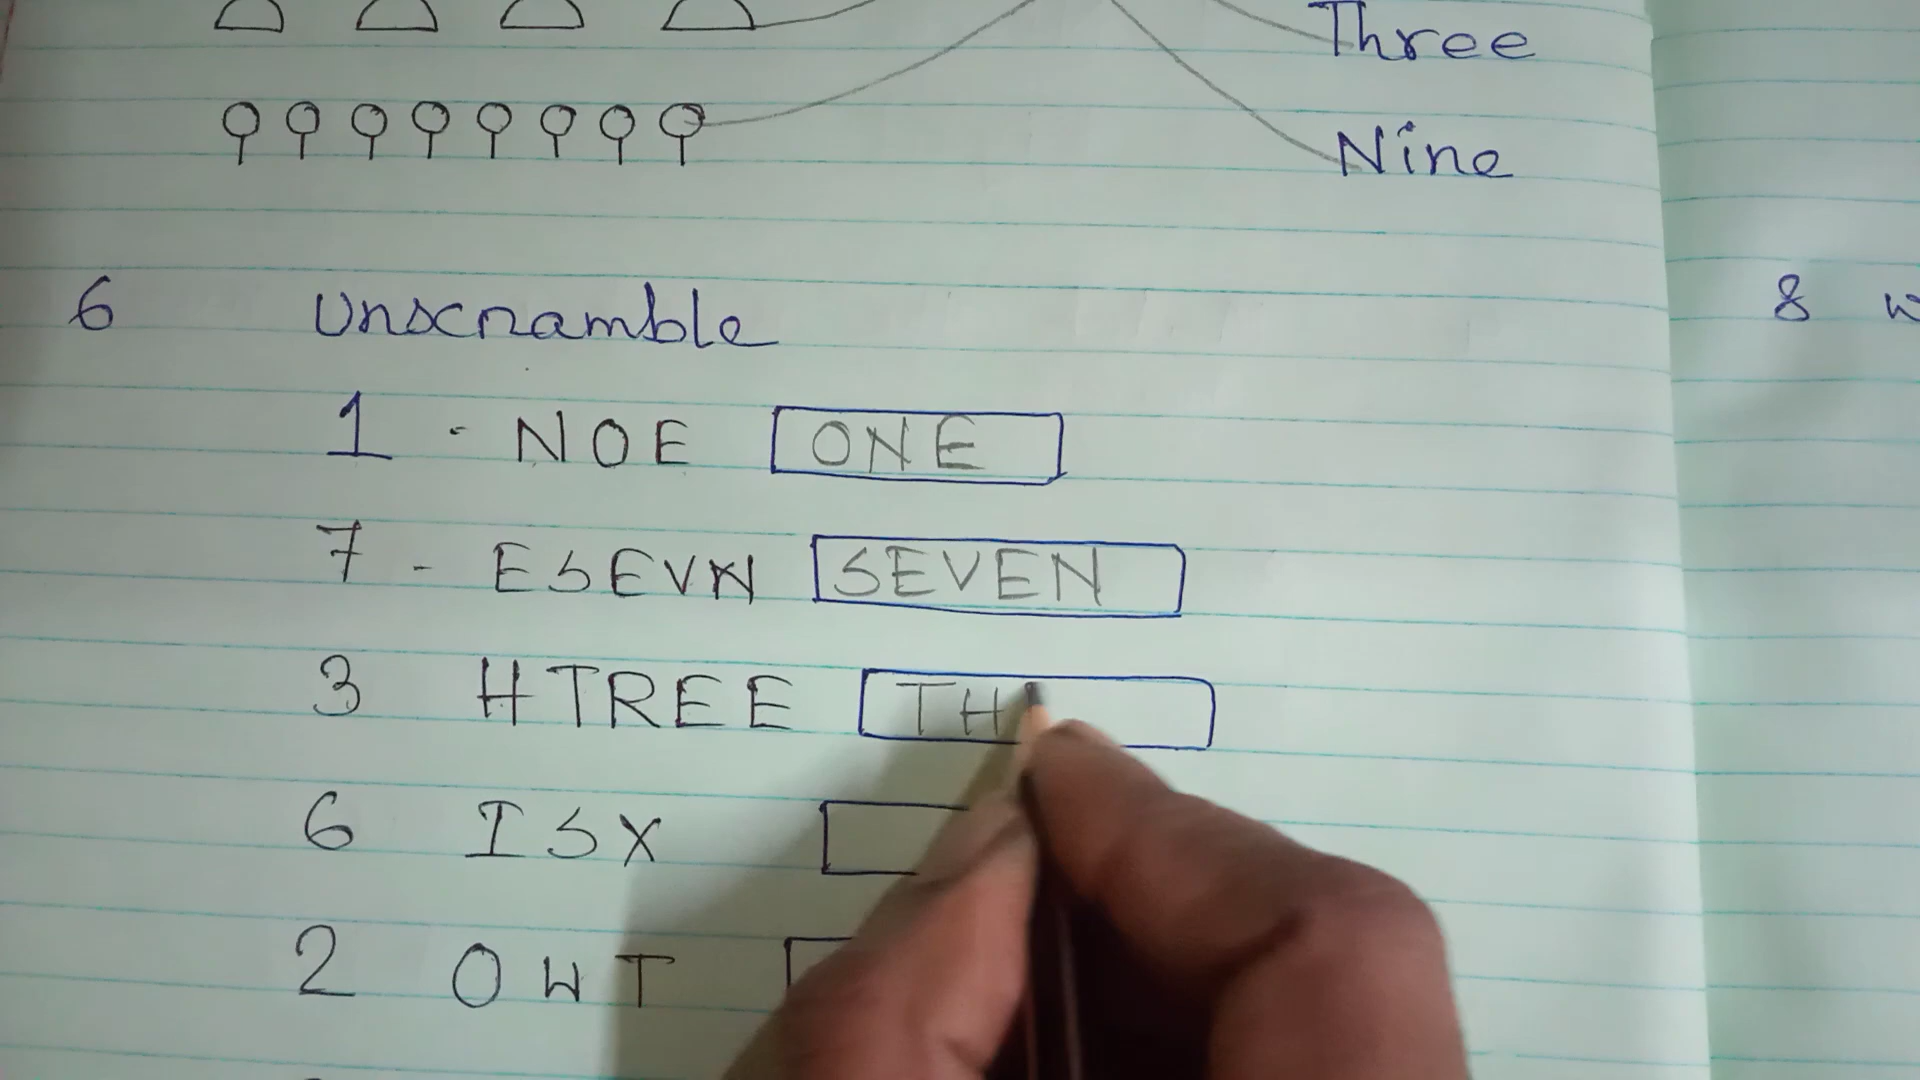 Three
Nine
6 Unscramble
8
1 - NOE ONE
7 - ESEVN SEVEN
3 HTREE TH
6 ISX
2 OWT